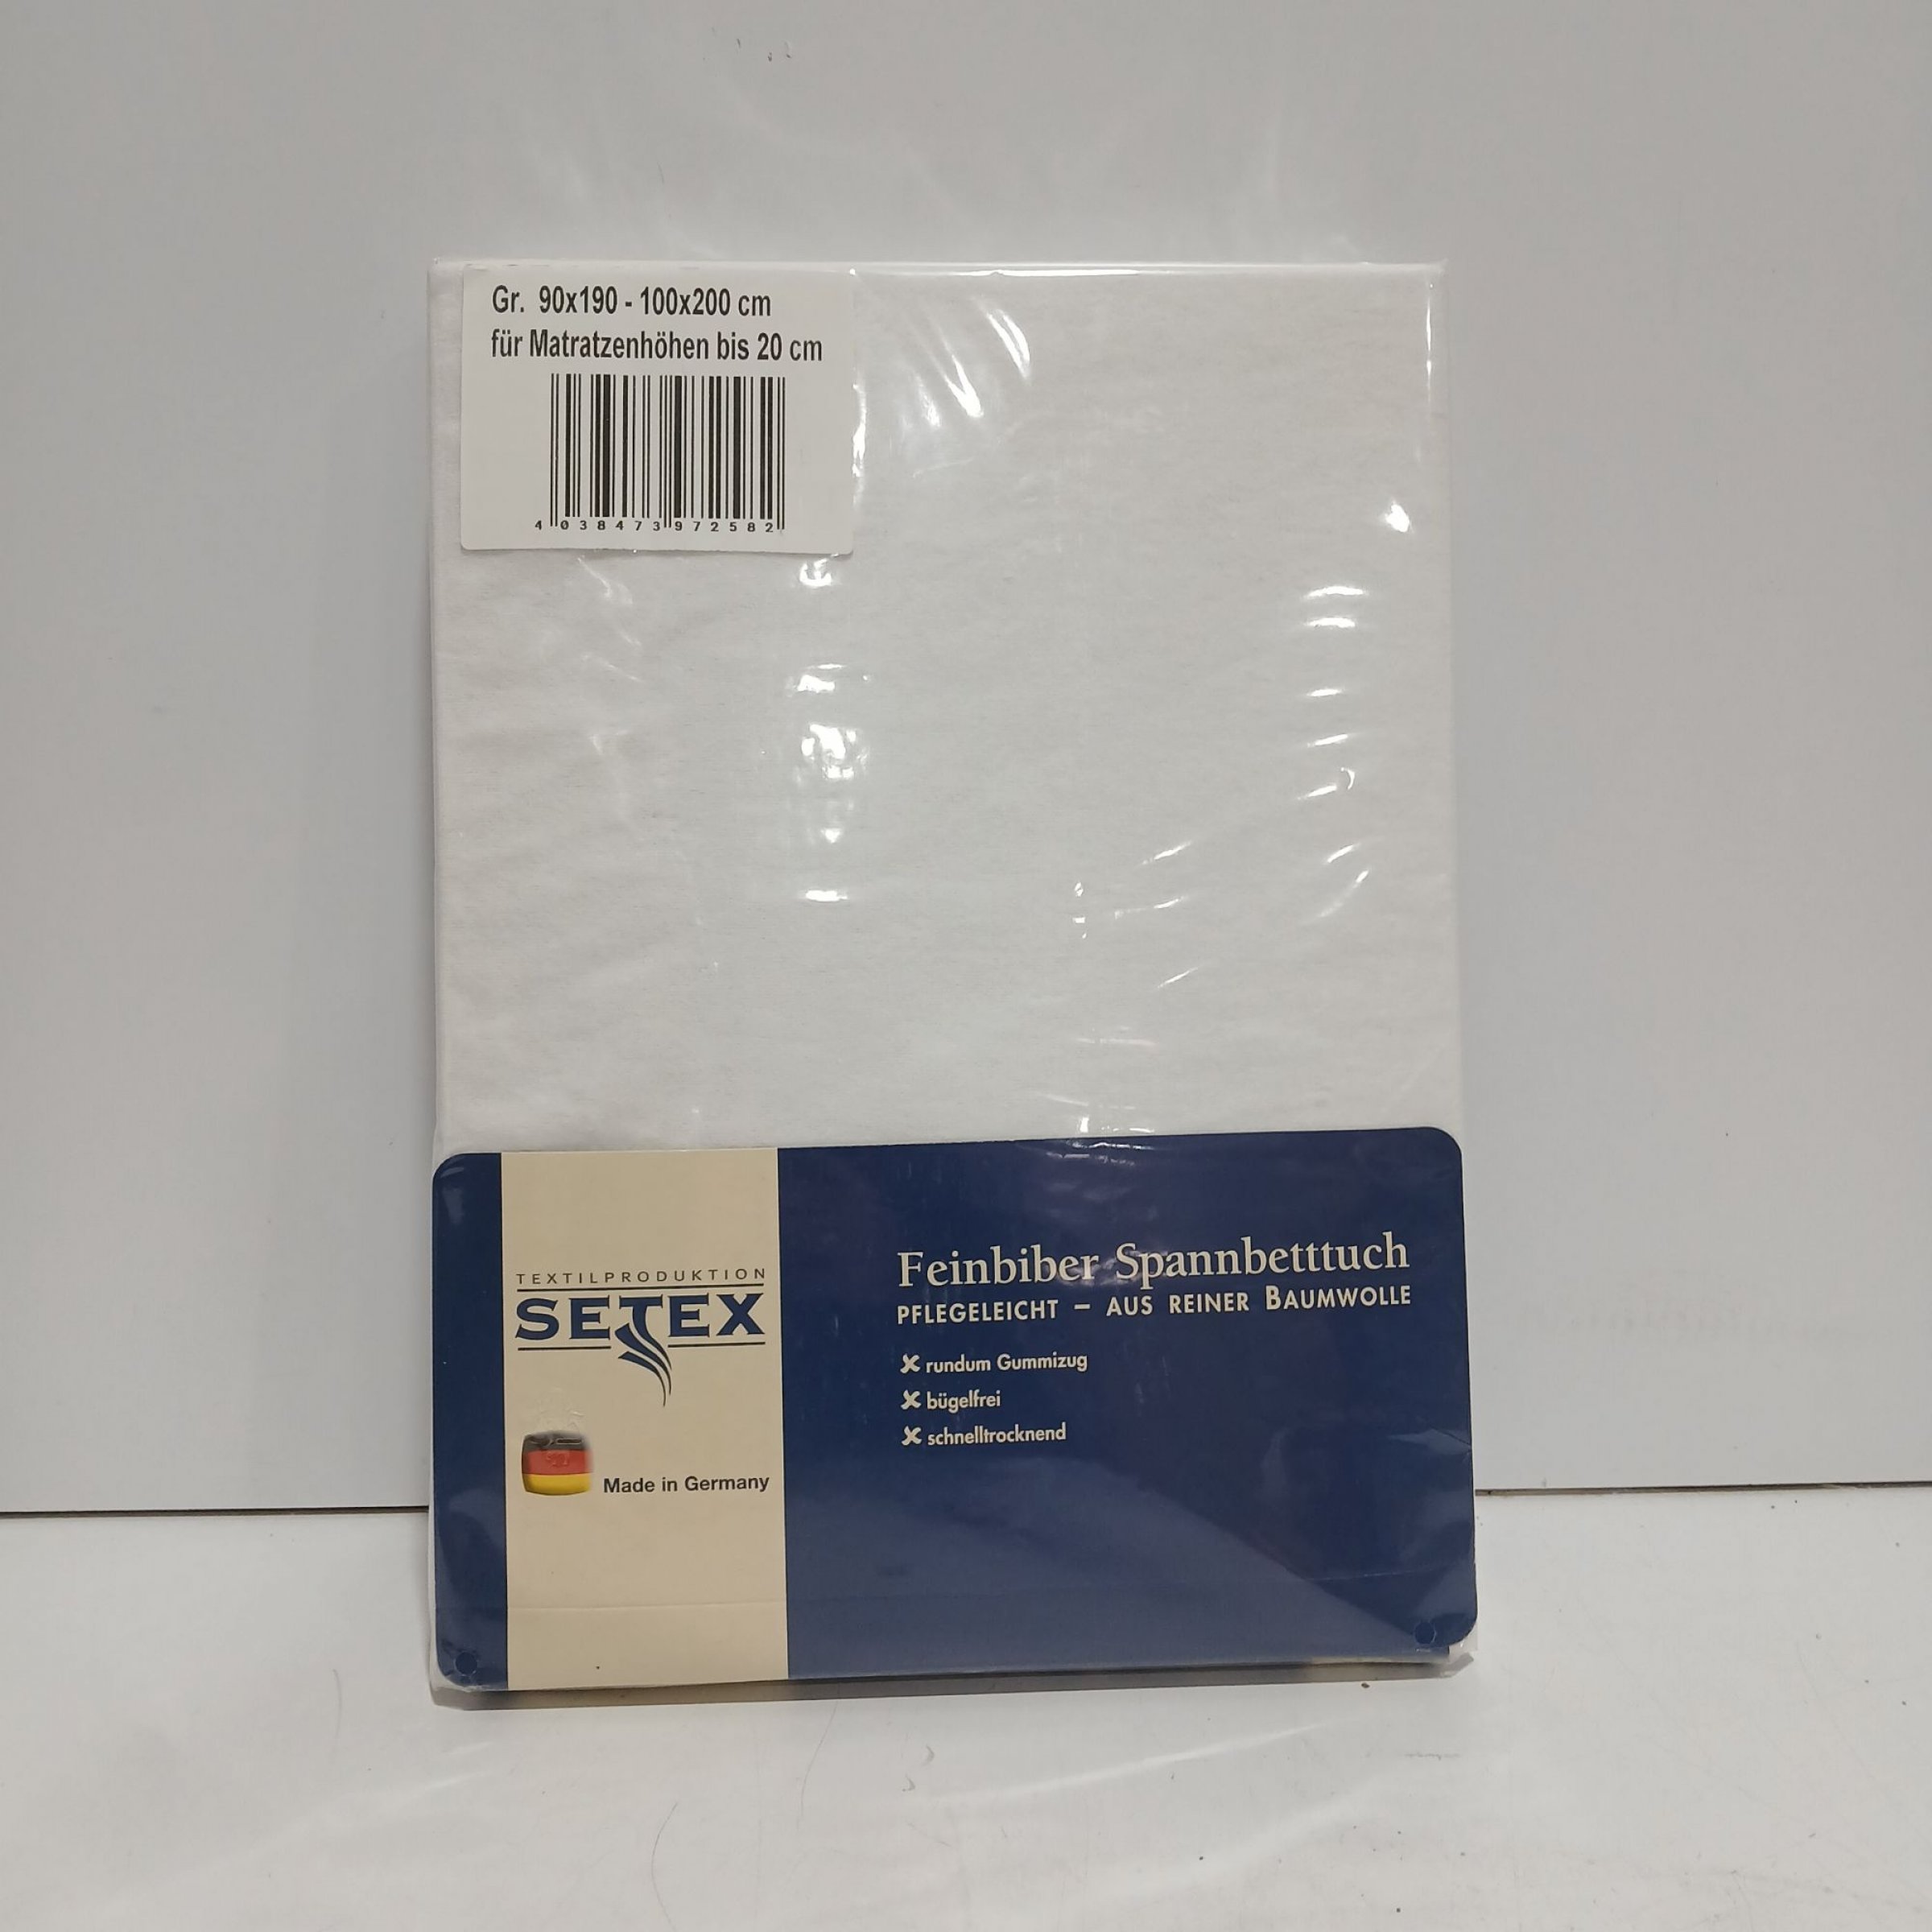 Gr. 90x190 - 100x200 cm
für Matratzenhöhen bis 20 cm
4 038473 972582
TEXTILPRODUKTION
SETEX
Made in Germany
Feinbiber Spannbetttuch
PFLEGELEICHT – AUS REINER BAUMWOLLE
rundum Gummizug
bügelfrei
schnelltrocknend